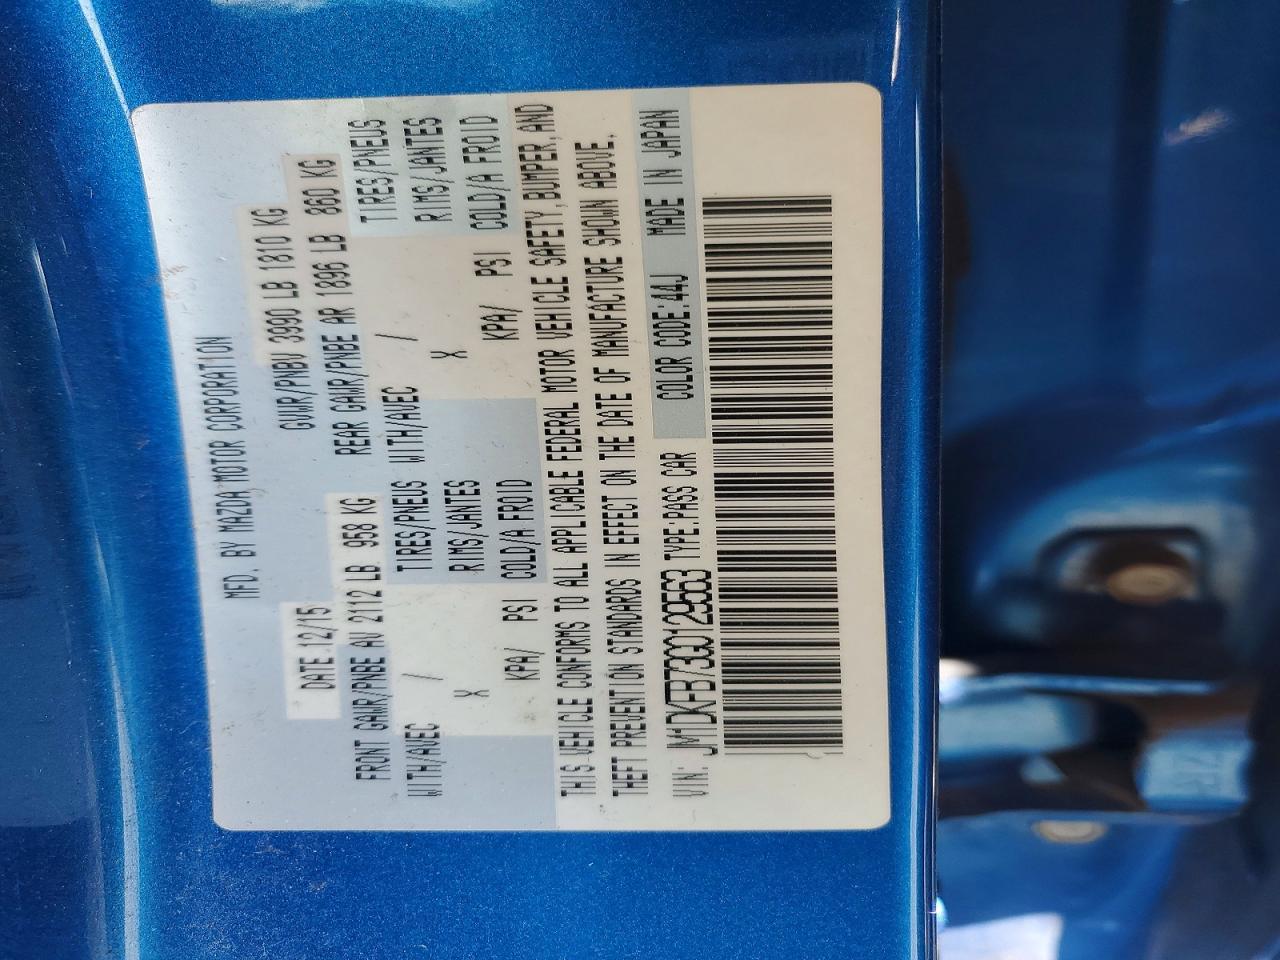 MFD. BY MAZDA MOTOR CORPORATION
DATE:12/15 GVWR/PNBV 3990 LB 1810 KG
FRONT GAWR/PNBE AV 2112 LB 958 KG REAR GAWR/PNBE AR 1896 LB 860 KG
WITH/AVEC / TIRES/PNEUS WITH/AVEC / TIRES/PNEUS
X RIMS/JANTES X RIMS/JANTES
KPA/ PSI COLD/A FROID KPA/ PSI COLD/A FROID
THIS VEHICLE CONFORMS TO ALL APPLICABLE FEDERAL MOTOR VEHICLE SAFETY, BUMPER, AND
THEFT PREVENTION STANDARDS IN EFFECT ON THE DATE OF MANUFACTURE SHOWN ABOVE.
VIN: JM1DKFB73G0129563 TYPE:PASS CAR COLOR CODE:44J MADE IN JAPAN